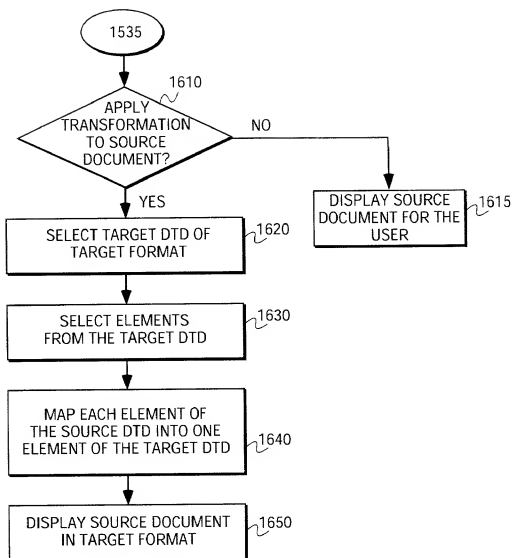 1535
1610
APPLY
TRANSFORMATION
TO SOURCE
DOCUMENT?
NO
YES
DISPLAY SOURCE
DOCUMENT FOR THE
USER
1615
SELECT TARGET DTD OF
TARGET FORMAT
1620
SELECT ELEMENTS
FROM THE TARGET DTD
1630
MAP EACH ELEMENT OF
THE SOURCE DTD INTO ONE
ELEMENT OF THE TARGET DTD
1640
DISPLAY SOURCE DOCUMENT
IN TARGET FORMAT
1650